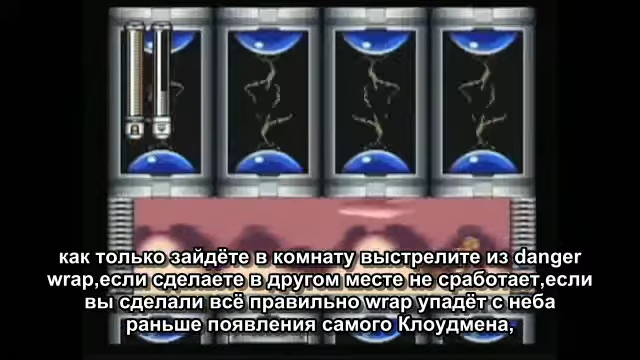 как только зайдёте в комнату выстрелите из danger
wrap,если сделаете в другом месте не сработает,если
вы сделали всё правильно wrap упадёт с неба
раньше появления самого Клоудмена,